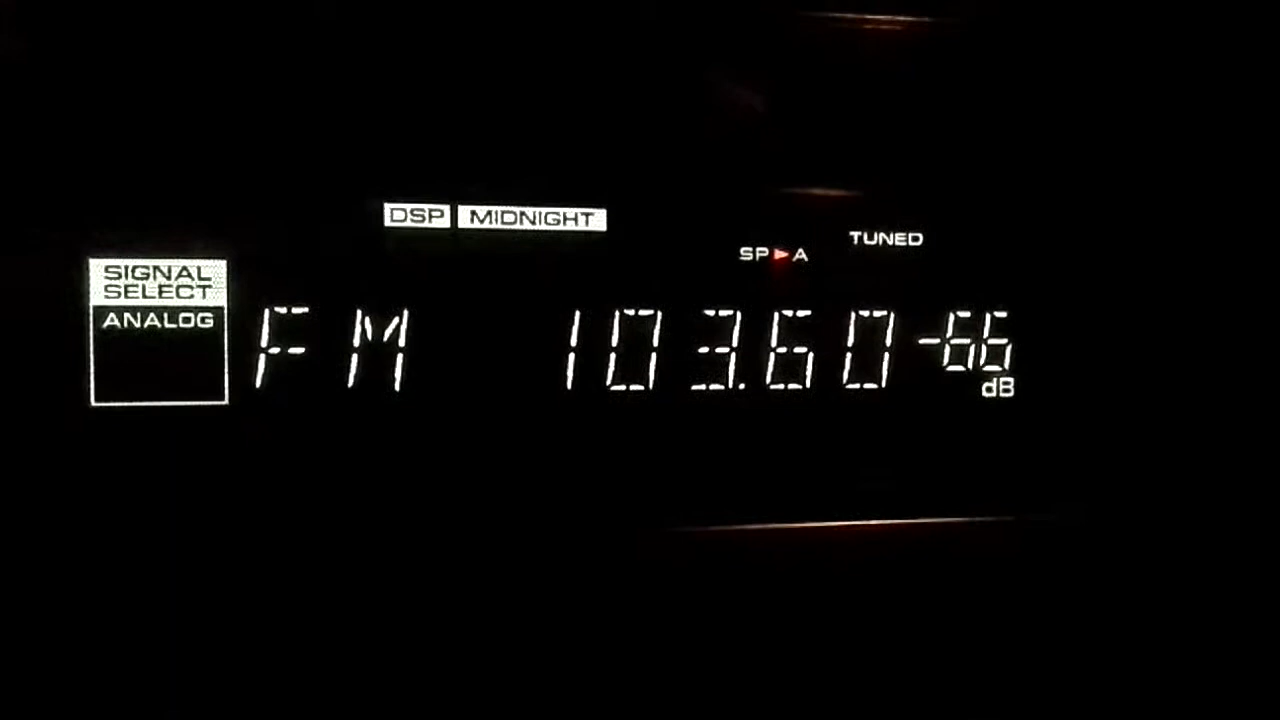 DSP MIDNIGHT
TUNED
SP ► A
SIGNAL
SELECT
ANALOG
FM 103.60 -66
dB